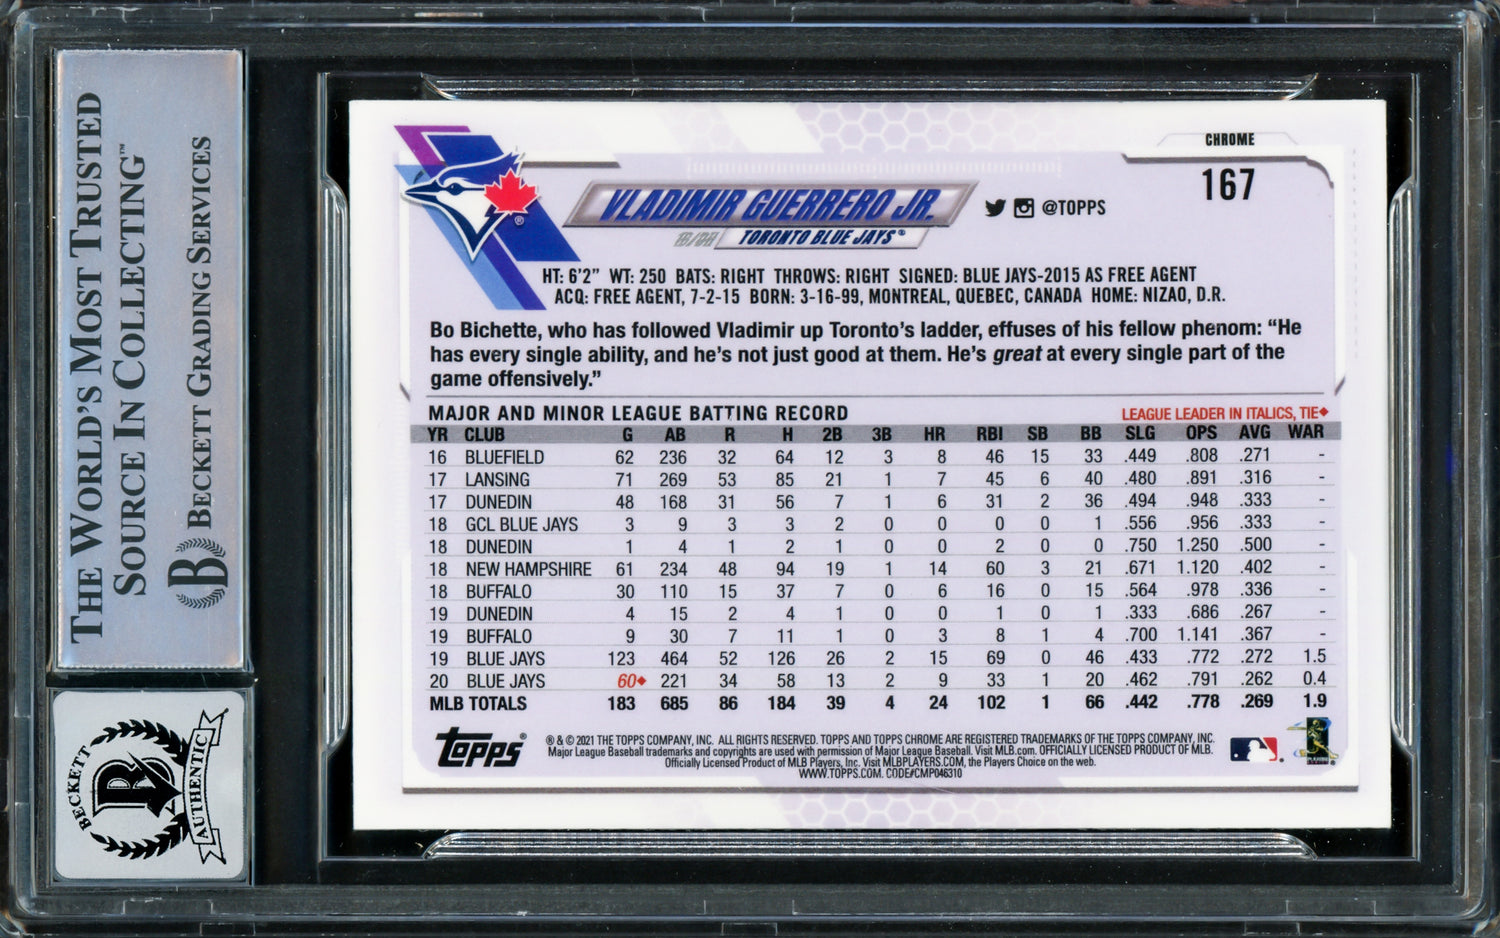 THE WORLD'S MOST TRUSTED
SOURCE IN COLLECTING™
BECKETT GRADING SERVICES
B
BECKETT
B
AUTHENTIC
CHROME
167
VLADIMIR GUERRERO JR.
@TOPPS
TORONTO BLUE JAYS®
HT: 6'2" WT: 250 BATS: RIGHT THROWS: RIGHT SIGNED: BLUE JAYS-2015 AS FREE AGENT
ACQ: FREE AGENT, 7-2-15 BORN: 3-16-99, MONTREAL, QUEBEC, CANADA HOME: NIZAO, D.R.
Bo Bichette, who has followed Vladimir up Toronto's ladder, effuses of his fellow phenom: “He
has every single ability, and he's not just good at them. He's great at every single part of the
game offensively.”
MAJOR AND MINOR LEAGUE BATTING RECORD LEAGUE LEADER IN ITALICS, TIE◆
YR CLUB G AB R H 2B 3B HR RBI SB BB SLG OPS AVG WAR
16 BLUEFIELD 62 236 32 64 12 3 8 46 15 33 .449 .808 .271 -
17 LANSING 71 269 53 85 21 1 7 45 6 40 .480 .891 .316 -
17 DUNEDIN 48 168 31 56 7 1 6 31 2 36 .494 .948 .333 -
18 GCL BLUE JAYS 3 9 3 3 2 0 0 0 0 1 .556 .956 .333 -
18 DUNEDIN 1 4 1 2 1 0 0 2 0 0 .750 1.250 .500 -
18 NEW HAMPSHIRE 61 234 48 94 19 1 14 60 3 21 .671 1.120 .402 -
18 BUFFALO 30 110 15 37 7 0 6 16 0 15 .564 .978 .336 -
19 DUNEDIN 4 15 2 4 1 0 0 1 0 1 .333 .686 .267 -
19 BUFFALO 9 30 7 11 1 0 3 8 1 4 .700 1.141 .367 -
19 BLUE JAYS 123 464 52 126 26 2 15 69 0 46 .433 .772 .272 1.5
20 BLUE JAYS 60◆ 221 34 58 13 2 9 33 1 20 .462 .791 .262 0.4
MLB TOTALS 183 685 86 184 39 4 24 102 1 66 .442 .778 .269 1.9
topps®
® & © 2021 THE TOPPS COMPANY, INC. ALL RIGHTS RESERVED. TOPPS AND TOPPS CHROME ARE REGISTERED TRADEMARKS OF THE TOPPS COMPANY, INC.
Major League Baseball trademarks and copyrights are used with permission of Major League Baseball. Visit MLB.com. OFFICIALLY LICENSED PRODUCT OF MLB.
Officially Licensed Product of MLB Players, Inc. Visit MLBPLAYERS.COM, the Players Choice on the web.
WWW.TOPPS.COM. CODE#CMP046310